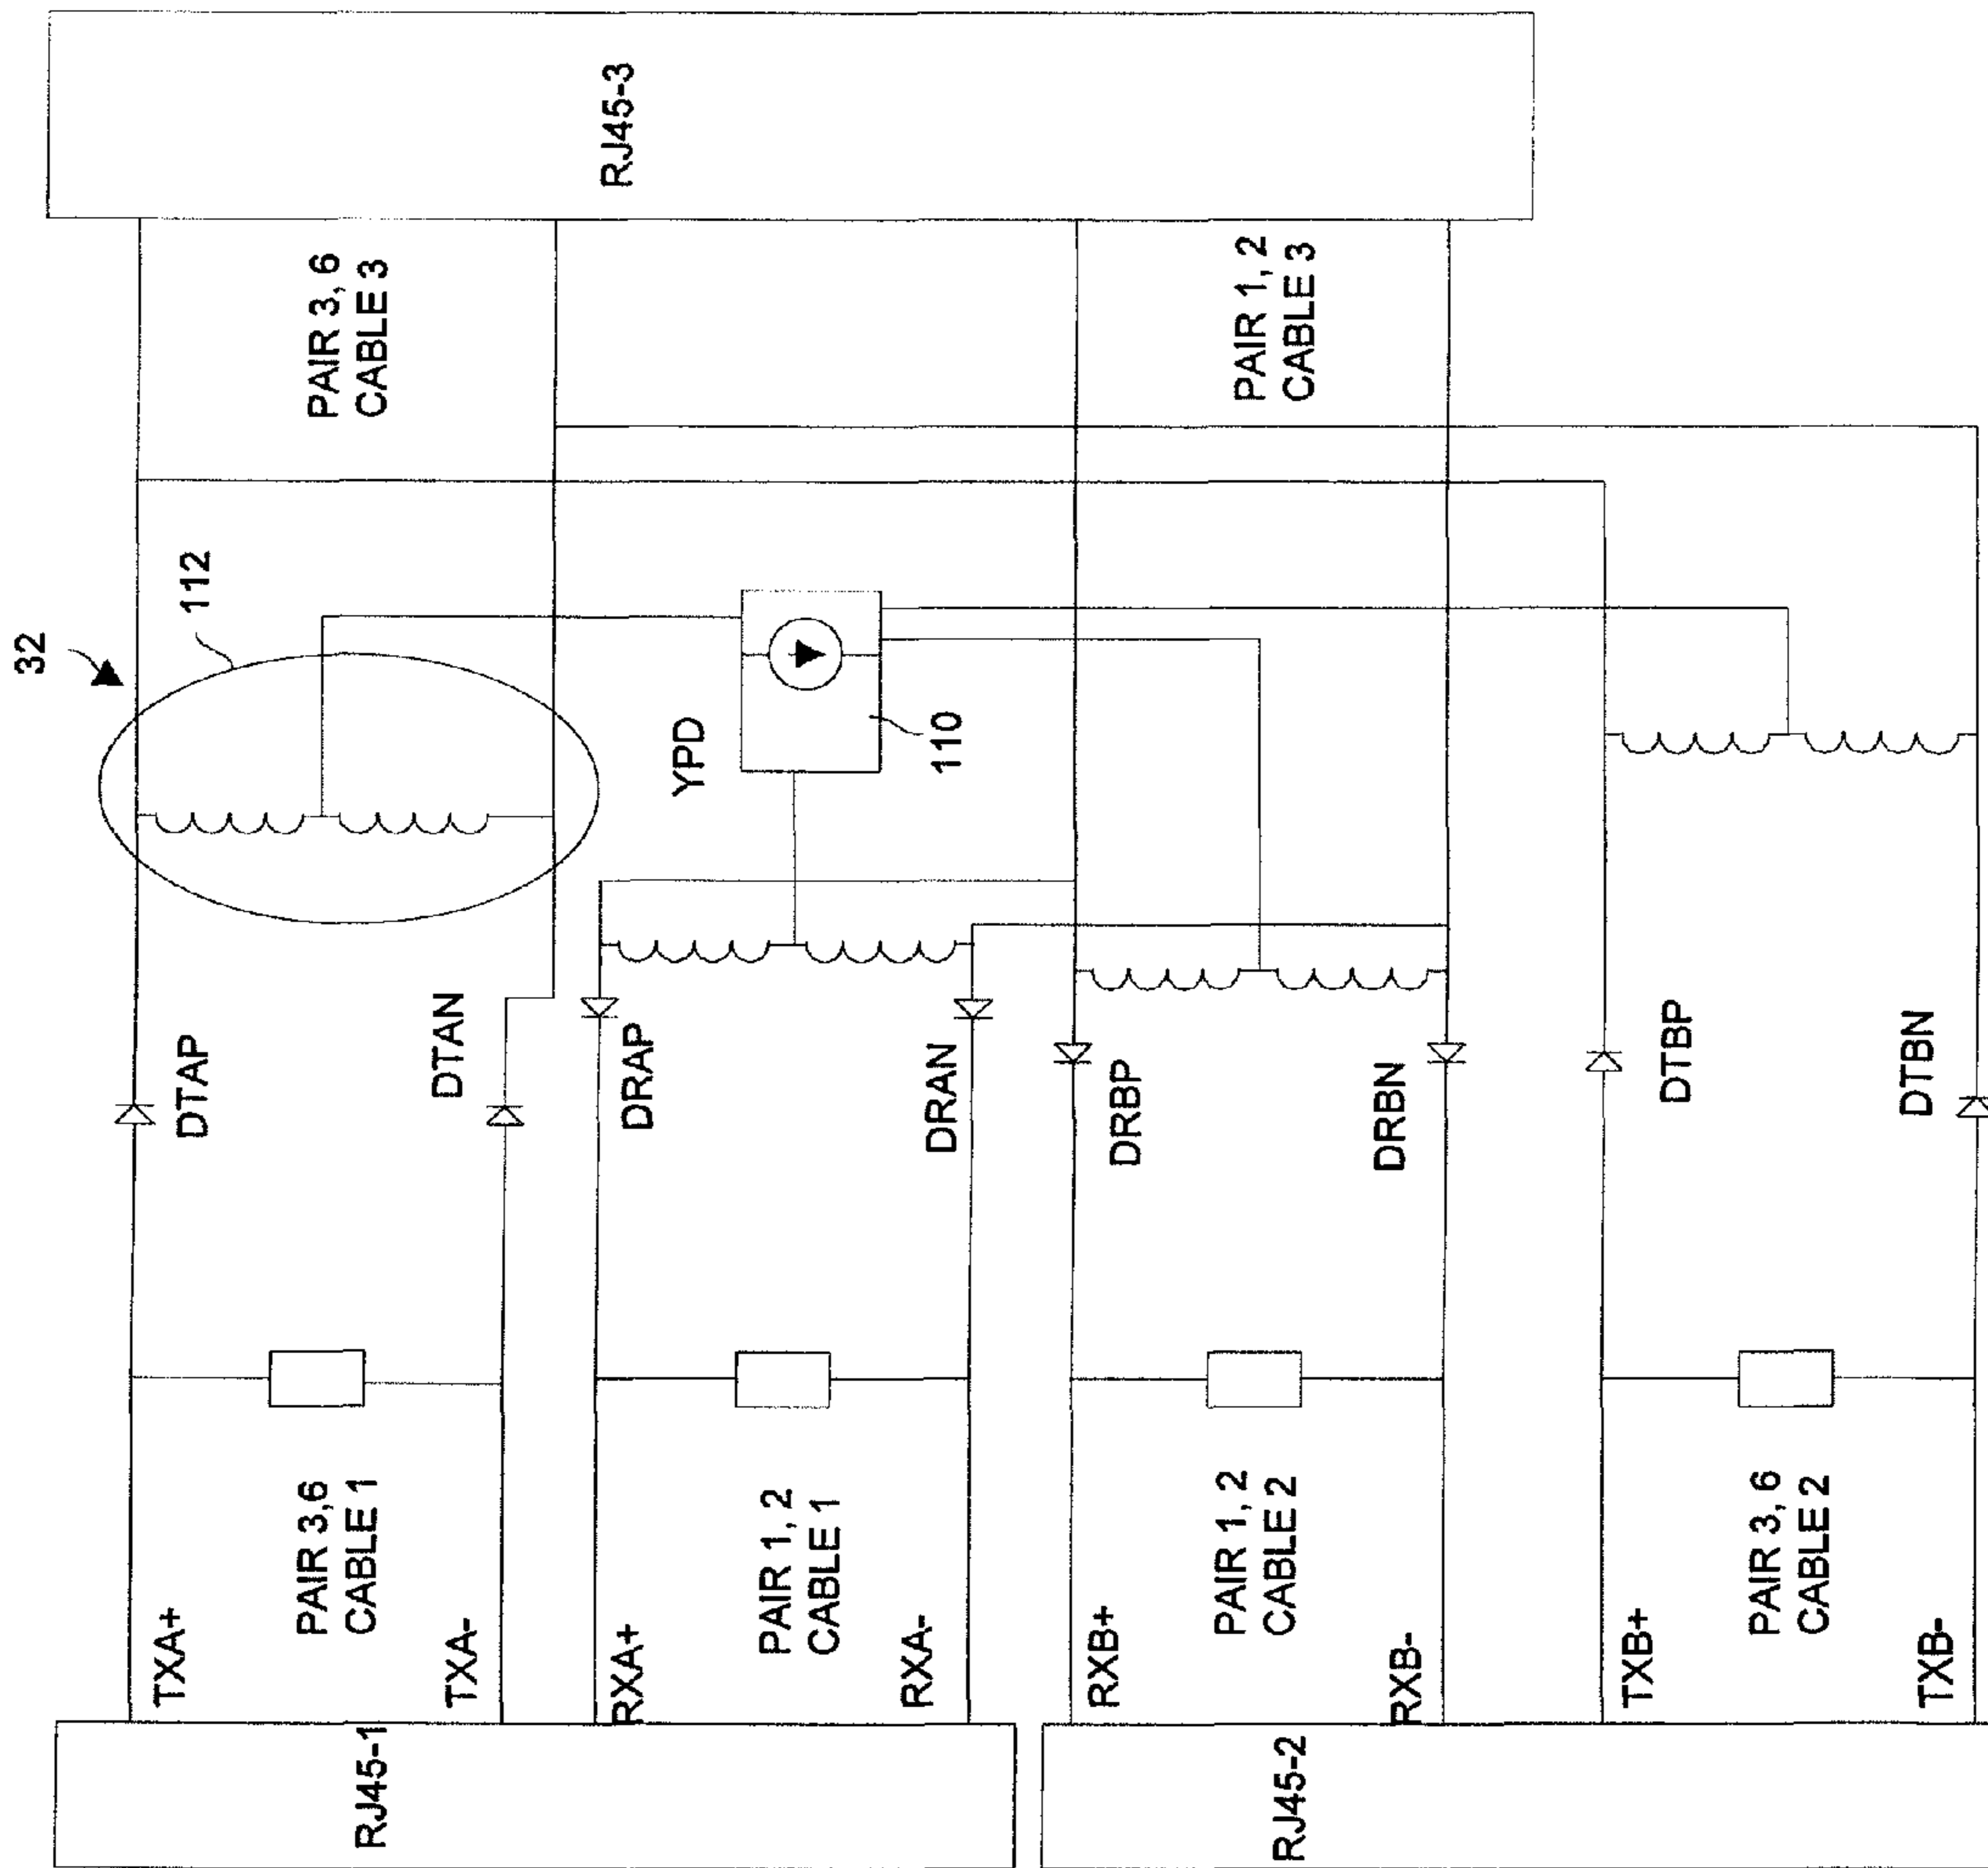 RJ45-3
PAIR 3, 6
CABLE 3
PAIR 1, 2
CABLE 3
32
112
YPD
110
DTAP
DTAN
DRAP
DRAN
DRBP
DRBN
DTBP
DTBN
PAIR 3,6
CABLE 1
PAIR 1, 2
CABLE 1
PAIR 1, 2
CABLE 2
PAIR 3, 6
CABLE 2
TXA+
TXA-
RXA+
RXA-
RXB+
RXB-
TXB+
TXB-
RJ45-1
RJ45-2